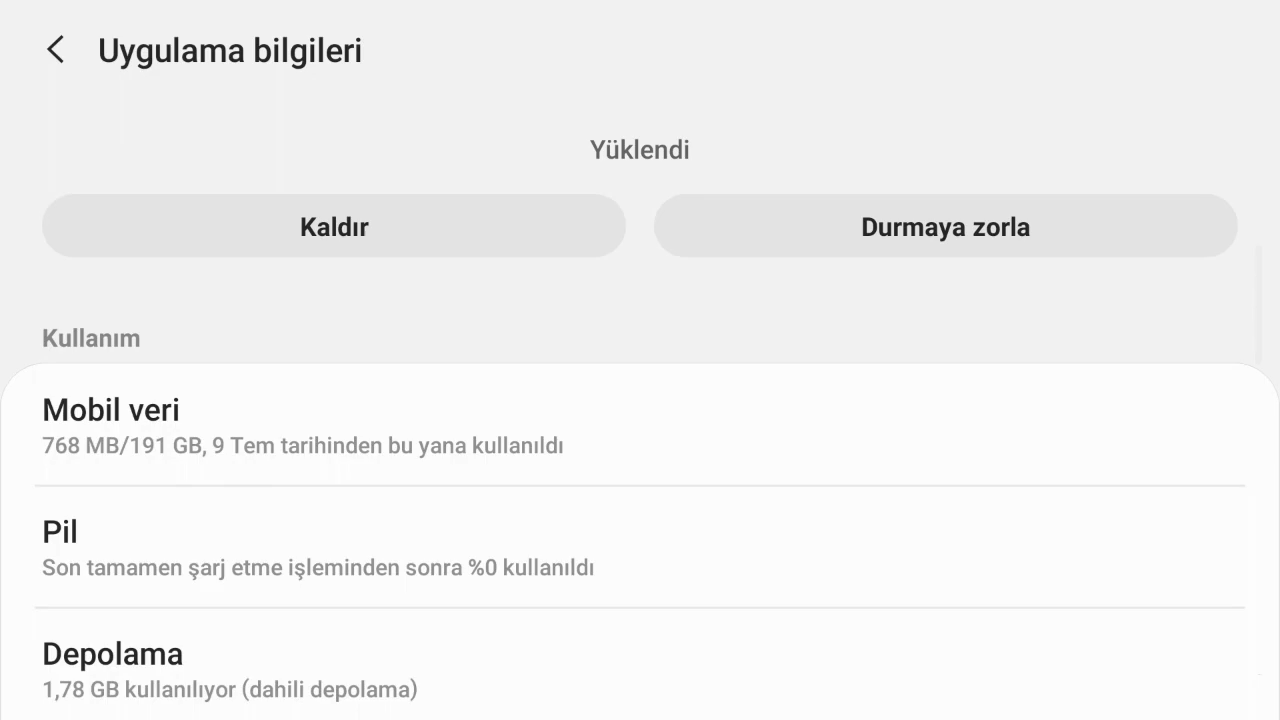 Uygulama bilgileri
Yüklendi
Kaldır
Durmaya zorla
Kullanım
Mobil veri
768 MB/191 GB, 9 Tem tarihinden bu yana kullanıldı
Pil
Son tamamen şarj etme işleminden sonra %0 kullanıldı
Depolama
1,78 GB kullanılıyor (dahili depolama)